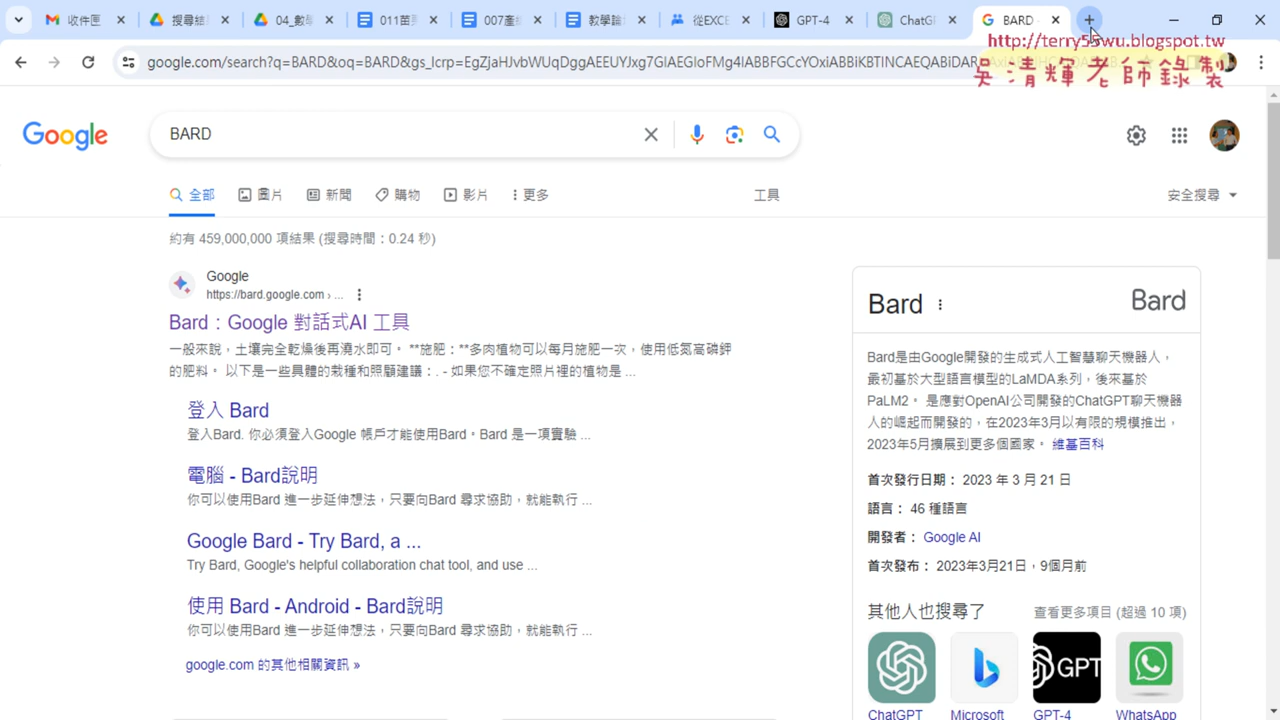 收件匣
搜尋結
04_數
011苗栗
007產
教學論
從EXCE
GPT-4
ChatG
BARD
http://terry55wu.blogspot.tw
吳清輝老師錄製
google.com/search?q=BARD&oq=BARD&gs_lcrp=EgZjaHJvbWUqDggAEEUYJxg7GIAEGIoFMg4IABBFGCcYOxiABBiKBTINCAEQABiDAR
Google
BARD
全部
圖片
新聞
購物
影片
更多
工具
安全搜尋
約有 459,000,000 項結果 (搜尋時間：0.24 秒)
Google
https://bard.google.com › ...
Bard：Google 對話式AI 工具
一般來說，土壤完全乾燥後再澆水即可。 **施肥：**多肉植物可以每月施肥一次，使用低氮高磷鉀
的肥料。 以下是一些具體的栽種和照顧建議：. - 如果您不確定照片裡的植物是 ...
登入 Bard
登入Bard. 你必須登入Google 帳戶才能使用Bard。Bard 是一項實驗 ...
電腦 - Bard說明
你可以使用Bard 進一步延伸想法，只要向Bard 尋求協助，就能執行 ...
Google Bard - Try Bard, a ...
Try Bard, Google's helpful collaboration chat tool, and use ...
使用 Bard - Android - Bard說明
你可以使用Bard 進一步延伸想法，只要向Bard 尋求協助，就能執行 ...
google.com 的其他相關資訊 »
Bard
Bard
Bard是由Google開發的生成式人工智慧聊天機器人，
最初基於大型語言模型的LaMDA系列，後來基於
PaLM2。 是應對OpenAI公司開發的ChatGPT聊天機器
人的崛起而開發的，在2023年3月以有限的規模推出，
2023年5月擴展到更多個國家。 維基百科
首次發行日期： 2023 年 3 月 21 日
語言： 46 種語言
開發者： Google AI
首次發布： 2023年3月21日，9個月前
其他人也搜尋了
查看更多項目 (超過 10 項)
GPT
ChatGPT
Microsoft
GPT-4
WhatsApp